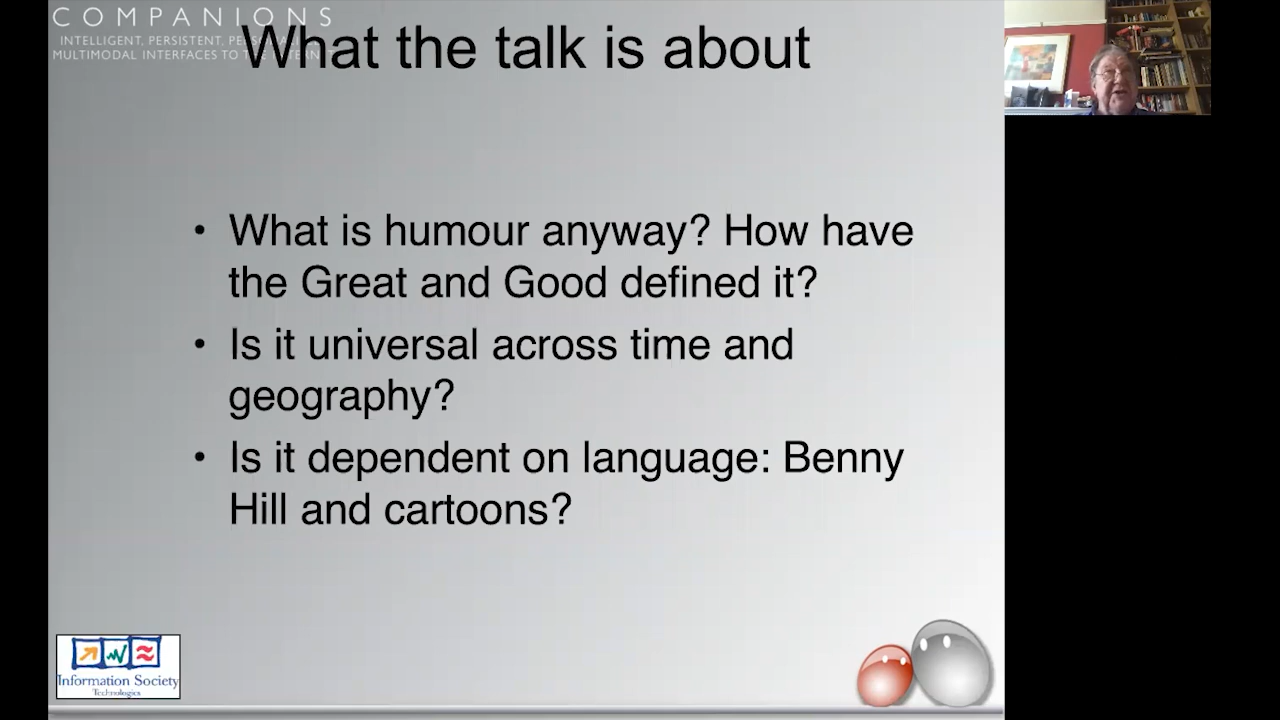 COMPANIONS
INTELLIGENT, PERSISTENT,
MULTIMODAL INTERFACES TO
What the talk is about
• What is humour anyway? How have
the Great and Good defined it?
• Is it universal across time and
geography?
• Is it dependent on language: Benny
Hill and cartoons?
Information Society
Technologies